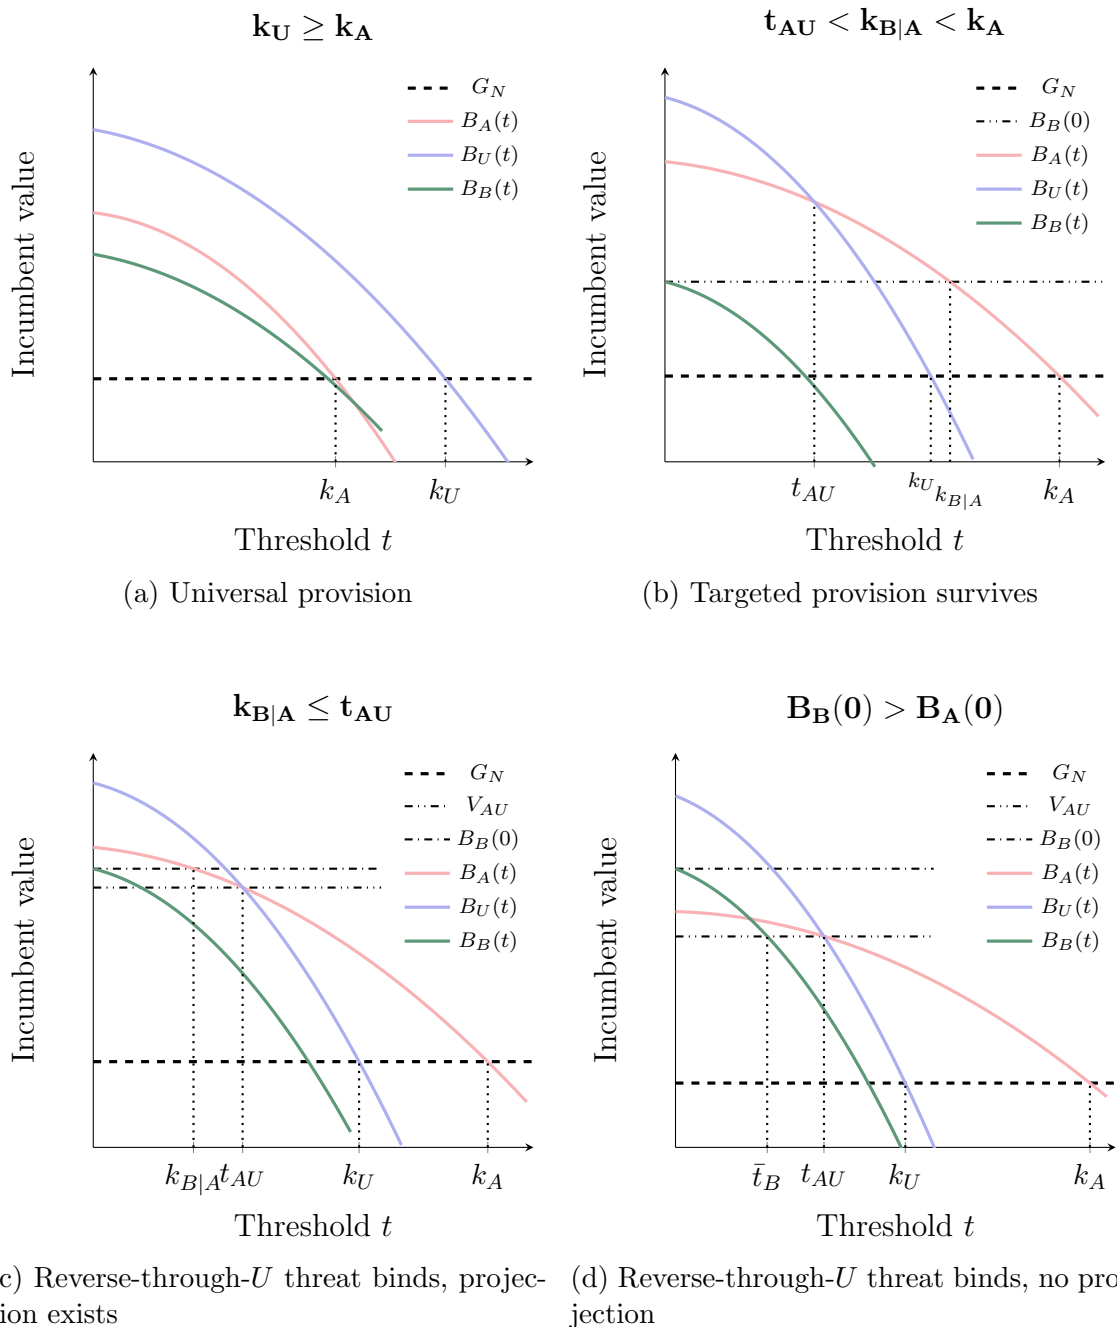 k_U ≥ k_A
Incumbent value
G_N
B_A(t)
B_U(t)
B_B(t)
k_A
k_U
Threshold t
(a) Universal provision
t_AU < k_B|A < k_A
Incumbent value
G_N
B_B(0)
B_A(t)
B_U(t)
B_B(t)
t_AU
k_U
k_B|A
k_A
Threshold t
(b) Targeted provision survives
k_B|A ≤ t_AU
Incumbent value
G_N
V_AU
B_B(0)
B_A(t)
B_U(t)
B_B(t)
k_B|A
t_AU
k_U
k_A
Threshold t
c) Reverse-through-U threat binds, projec-
ion exists
B_B(0) > B_A(0)
Incumbent value
G_N
V_AU
B_B(0)
B_A(t)
B_U(t)
B_B(t)
t̄_B
t_AU
k_U
k_A
Threshold t
(d) Reverse-through-U threat binds, no pro
jection